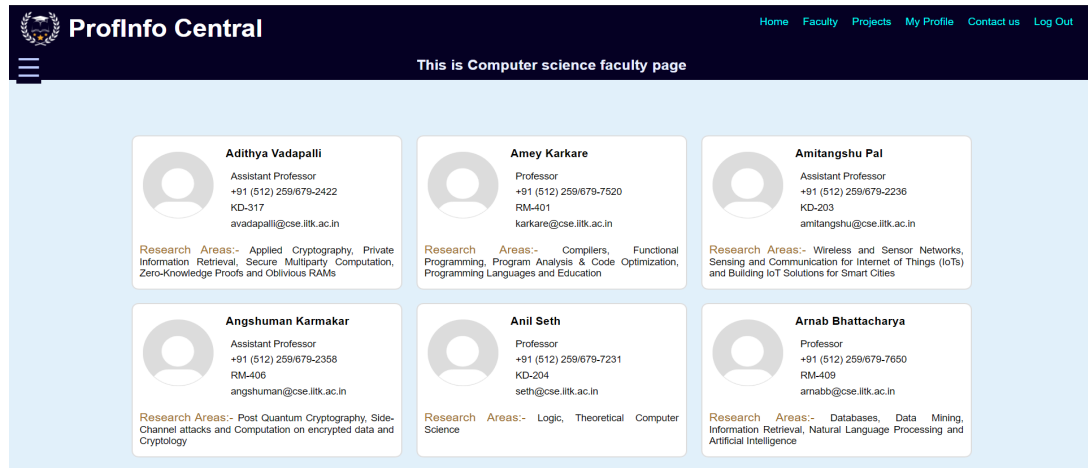 ProfInfo Central
Home Faculty Projects My Profile Contact us Log Out
This is Computer science faculty page
Adithya Vadapalli
Assistant Professor
+91 (512) 259/679-2422
KD-317
avadapalli@cse.iitk.ac.in
Research Areas:- Applied Cryptography, Private
Information Retrieval, Secure Multiparty Computation,
Zero-Knowledge Proofs and Oblivious RAMs
Amey Karkare
Professor
+91 (512) 259/679-7520
RM-401
karkare@cse.iitk.ac.in
Research Areas:- Compilers, Functional
Programming, Program Analysis & Code Optimization,
Programming Languages and Education
Amitangshu Pal
Assistant Professor
+91 (512) 259/679-2236
KD-203
amitangshu@cse.iitk.ac.in
Research Areas:- Wireless and Sensor Networks,
Sensing and Communication for Internet of Things (IoTs)
and Building IoT Solutions for Smart Cities
Angshuman Karmakar
Assistant Professor
+91 (512) 259/679-2358
RM-406
angshuman@cse.iitk.ac.in
Research Areas:- Post Quantum Cryptography, Side-
Channel attacks and Computation on encrypted data and
Cryptology
Anil Seth
Professor
+91 (512) 259/679-7231
KD-204
seth@cse.iitk.ac.in
Research Areas:- Logic, Theoretical Computer
Science
Arnab Bhattacharya
Professor
+91 (512) 259/679-7650
RM-409
arnabb@cse.iitk.ac.in
Research Areas:- Databases, Data Mining,
Information Retrieval, Natural Language Processing and
Artificial Intelligence